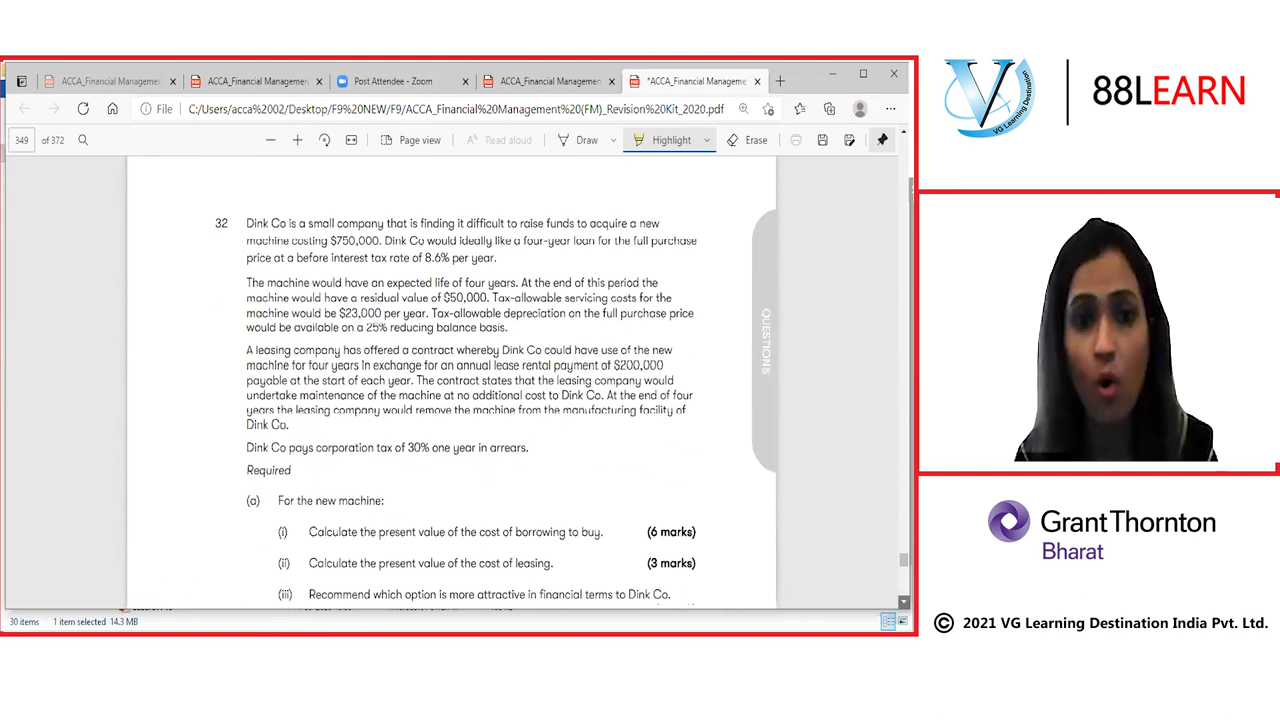 ACCA_Financial Managemen
ACCA_Financial Managemen
Post Attendee - Zoom
ACCA_Financial Managemen
*ACCA_Financial Manageme
File
C:/Users/acca%2002/Desktop/F9%20NEW/F9/ACCA_Financial%20Management%20(FM)_Revision%20Kit_2020.pdf
349 of 372
Page view
Read aloud
Draw
Highlight
Erase
32 Dink Co is a small company that is finding it difficult to raise funds to acquire a new
machine costing $750,000. Dink Co would ideally like a four-year loan for the full purchase
price at a before interest tax rate of 8.6% per year.
The machine would have an expected life of four years. At the end of this period the
machine would have a residual value of $50,000. Tax-allowable servicing costs for the
machine would be $23,000 per year. Tax-allowable depreciation on the full purchase price
would be available on a 25% reducing balance basis.
A leasing company has offered a contract whereby Dink Co could have use of the new
machine for four years in exchange for an annual lease rental payment of $200,000
payable at the start of each year. The contract states that the leasing company would
undertake maintenance of the machine at no additional cost to Dink Co. At the end of four
years the leasing company would remove the machine from the manufacturing facility of
Dink Co.
Dink Co pays corporation tax of 30% one year in arrears.
Required
(a) For the new machine:
(i) Calculate the present value of the cost of borrowing to buy. (6 marks)
(ii) Calculate the present value of the cost of leasing. (3 marks)
(iii) Recommend which option is more attractive in financial terms to Dink Co.
QUESTIONS
30 items 1 item selected 14.3 MB
V
VG Learning Destination
88LEARN
GrantThornton
Bharat
© 2021 VG Learning Destination India Pvt. Ltd.